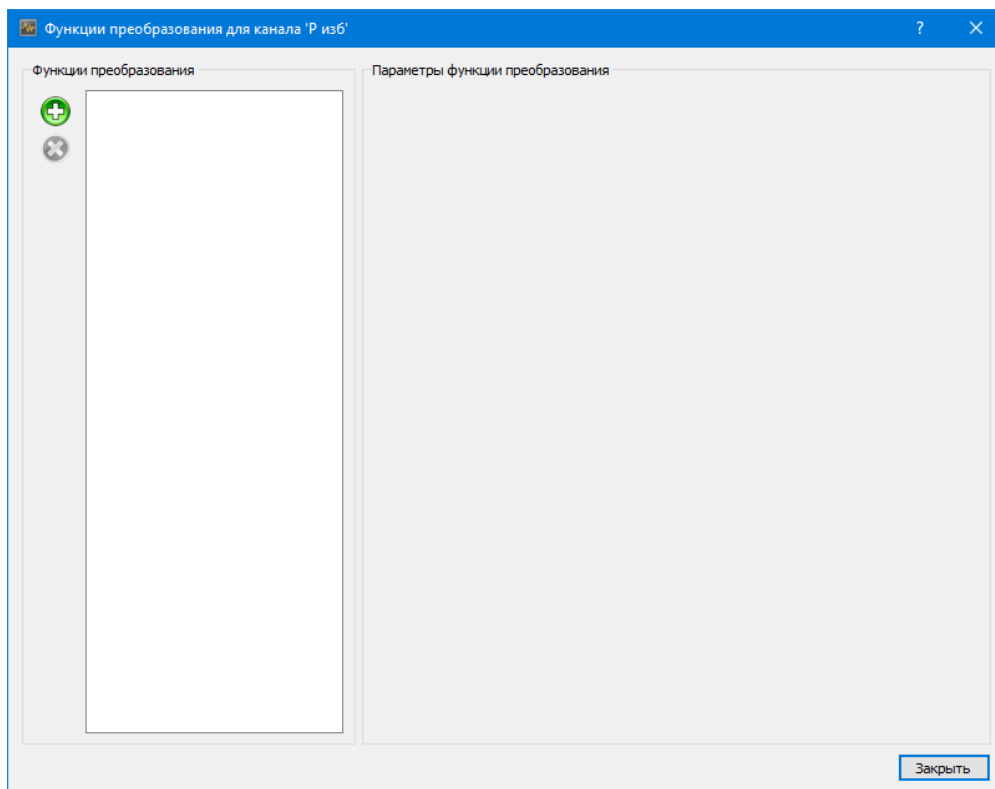 Функции преобразования для канала 'Р изб'
?
Функции преобразования
Параметры функции преобразования
Закрыть